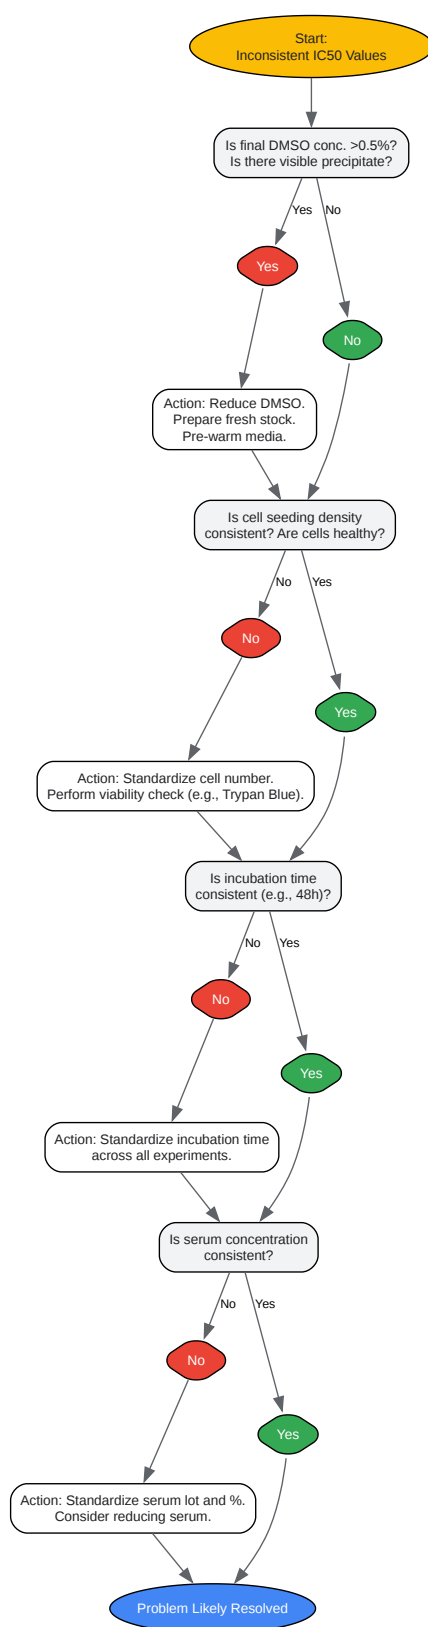 Start:
Inconsistent IC50 Values
Is final DMSO conc. >0.5%?
Is there visible precipitate?
Yes
No
Yes
No
Action: Reduce DMSO.
Prepare fresh stock.
Pre-warm media.
Is cell seeding density
consistent? Are cells healthy?
No
Yes
No
Yes
Action: Standardize cell number.
Perform viability check (e.g., Trypan Blue).
Is incubation time
consistent (e.g., 48h)?
No
Yes
No
Yes
Action: Standardize incubation time
across all experiments.
Is serum concentration
consistent?
No
Yes
No
Yes
Action: Standardize serum lot and %.
Consider reducing serum.
Problem Likely Resolved